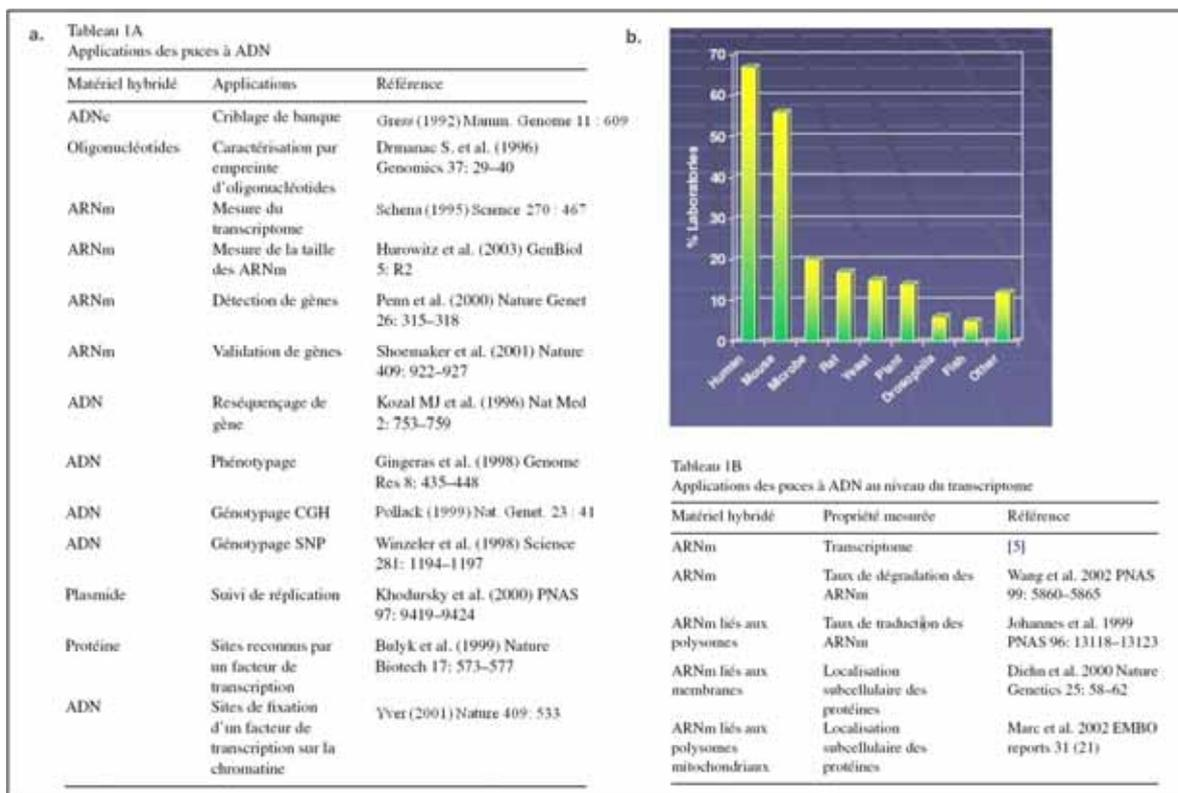 a.
Tableau 1A
Applications des puces à ADN
Matériel hybridé Applications Référence
ADNc Criblage de banque Gress (1992) Mamm. Genome 11 : 609
Oligonucléotides Caractérisation par Drmanac S. et al. (1996)
empreinte Genomics 37: 29–40
d'oligonucléotides
ARNm Mesure du Schena (1995) Science 270 : 467
transcriptome
ARNm Mesure de la taille Hurowitz et al. (2003) GenBiol
des ARNm 5: R2
ARNm Détection de gènes Penn et al. (2000) Nature Genet
26: 315–318
ARNm Validation de gènes Shoemaker et al. (2001) Nature
409: 922–927
ADN Reséquençage de Kozal MJ et al. (1996) Nat Med
gène 2: 753–759
ADN Phénotypage Gingeras et al. (1998) Genome
Res 8: 435–448
ADN Génotypage CGH Pollack (1999) Nat. Genet. 23 : 41
ADN Génotypage SNP Winzeler et al. (1998) Science
281: 1194–1197
Plasmide Suivi de réplication Khodursky et al. (2000) PNAS
97: 9419–9424
Protéine Sites reconnus par Bulyk et al. (1999) Nature
un facteur de Biotech 17: 573–577
transcription
ADN Sites de fixation Yver (2001) Nature 409: 533
d'un facteur de
transcription sur la
chromatine
b.
% Laboratories
70
60
50
40
30
20
10
0
Human
Mouse
Microbe
Rat
Yeast
Plant
Drosophila
Fish
Other
Tableau 1B
Applications des puces à ADN au niveau du transcriptome
Matériel hybridé Propriété mesurée Référence
ARNm Transcriptome [5]
ARNm Taux de dégradation des Wang et al. 2002 PNAS
ARNm 99: 5860–5865
ARNm liés aux Taux de traduction des Johannes et al. 1999
polysomes ARNm PNAS 96: 13118–13123
ARNm liés aux Localisation Diehn et al. 2000 Nature
membranes subcellulaire des Genetics 25: 58–62
protéines
ARNm liés aux Localisation Marc et al. 2002 EMBO
polysomes subcellulaire des reports 31 (21)
mitochondriaux protéines